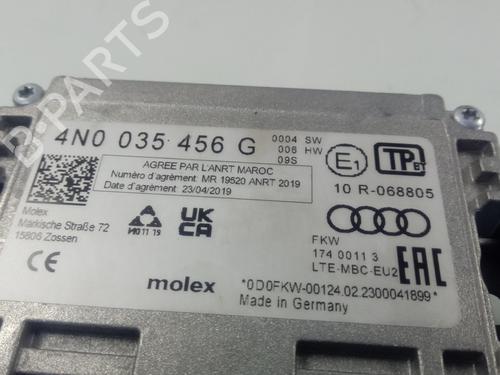 4N0 035 456 G
0004 SW
006 HW
09S
E1
TP
10 R-068805
AGREE PAR L'ANRT MAROC
Numéro d'agrément: MR 19520 ANRT 2019
Date d'agrément: 23/04/2019
Molex
Märkische Straße 72
15806 Zossen
UK
CA
FKW
174 0011 3
LTE-MBC-EU2
EAC
CE
molex
*0D0FKW-00124.02.2300041899*
Made in Germany
B-PARTS